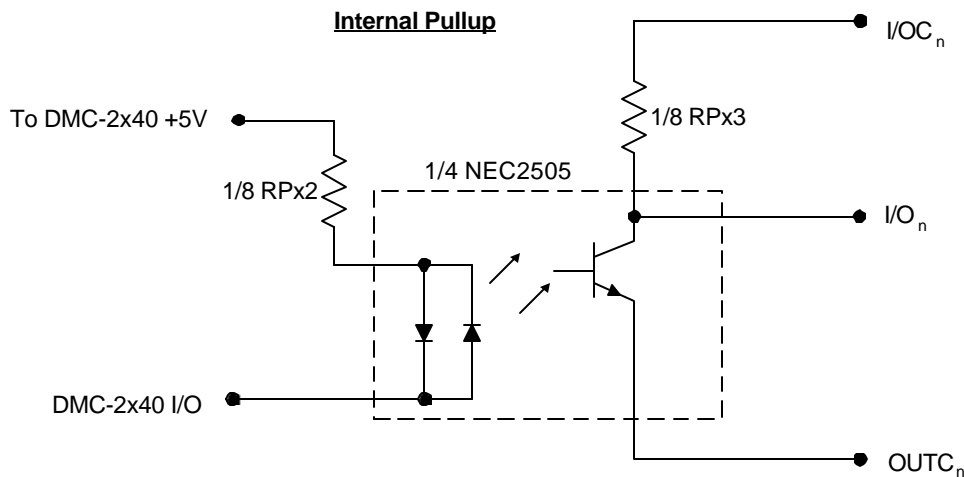 Internal Pullup
I/OC n
To DMC-2x40 +5V
1/8 RPx3
1/4 NEC2505
1/8 RPx2
I/O n
DMC-2x40 I/O
OUTC n